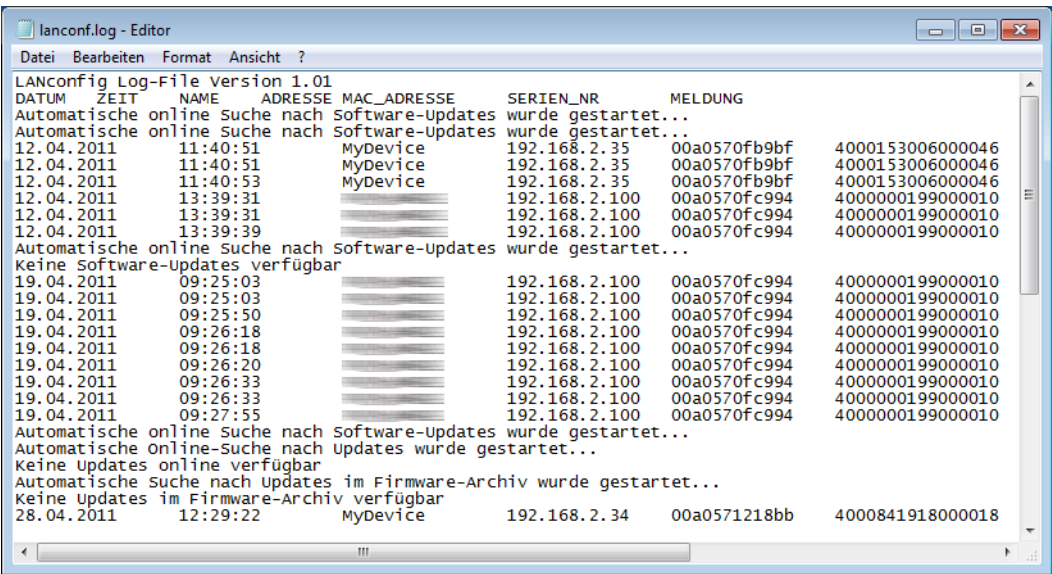 lanconf.log - Editor
Datei Bearbeiten Format Ansicht ?
LANconfig Log-File Version 1.01
DATUM ZEIT NAME ADRESSE MAC_ADRESSE SERIEN_NR MELDUNG
Automatische online Suche nach Software-Updates wurde gestartet...
Automatische online Suche nach Software-Updates wurde gestartet...
12.04.2011 11:40:51 MyDevice 192.168.2.35 00a0570fb9bf 4000153006000046
12.04.2011 11:40:51 MyDevice 192.168.2.35 00a0570fb9bf 4000153006000046
12.04.2011 11:40:53 MyDevice 192.168.2.35 00a0570fb9bf 4000153006000046
12.04.2011 13:39:31 192.168.2.100 00a0570fc994 4000000199000010
12.04.2011 13:39:31 192.168.2.100 00a0570fc994 4000000199000010
12.04.2011 13:39:39 192.168.2.100 00a0570fc994 4000000199000010
Automatische online Suche nach Software-Updates wurde gestartet...
Keine Software-Updates verfügbar
19.04.2011 09:25:03 192.168.2.100 00a0570fc994 4000000199000010
19.04.2011 09:25:03 192.168.2.100 00a0570fc994 4000000199000010
19.04.2011 09:25:50 192.168.2.100 00a0570fc994 4000000199000010
19.04.2011 09:26:18 192.168.2.100 00a0570fc994 4000000199000010
19.04.2011 09:26:18 192.168.2.100 00a0570fc994 4000000199000010
19.04.2011 09:26:20 192.168.2.100 00a0570fc994 4000000199000010
19.04.2011 09:26:33 192.168.2.100 00a0570fc994 4000000199000010
19.04.2011 09:26:33 192.168.2.100 00a0570fc994 4000000199000010
19.04.2011 09:27:55 192.168.2.100 00a0570fc994 4000000199000010
Automatische online Suche nach Software-Updates wurde gestartet...
Automatische Online-Suche nach Updates wurde gestartet...
Keine Updates online verfügbar
Automatische Suche nach Updates im Firmware-Archiv wurde gestartet...
Keine Updates im Firmware-Archiv verfügbar
28.04.2011 12:29:22 MyDevice 192.168.2.34 00a0571218bb 4000841918000018